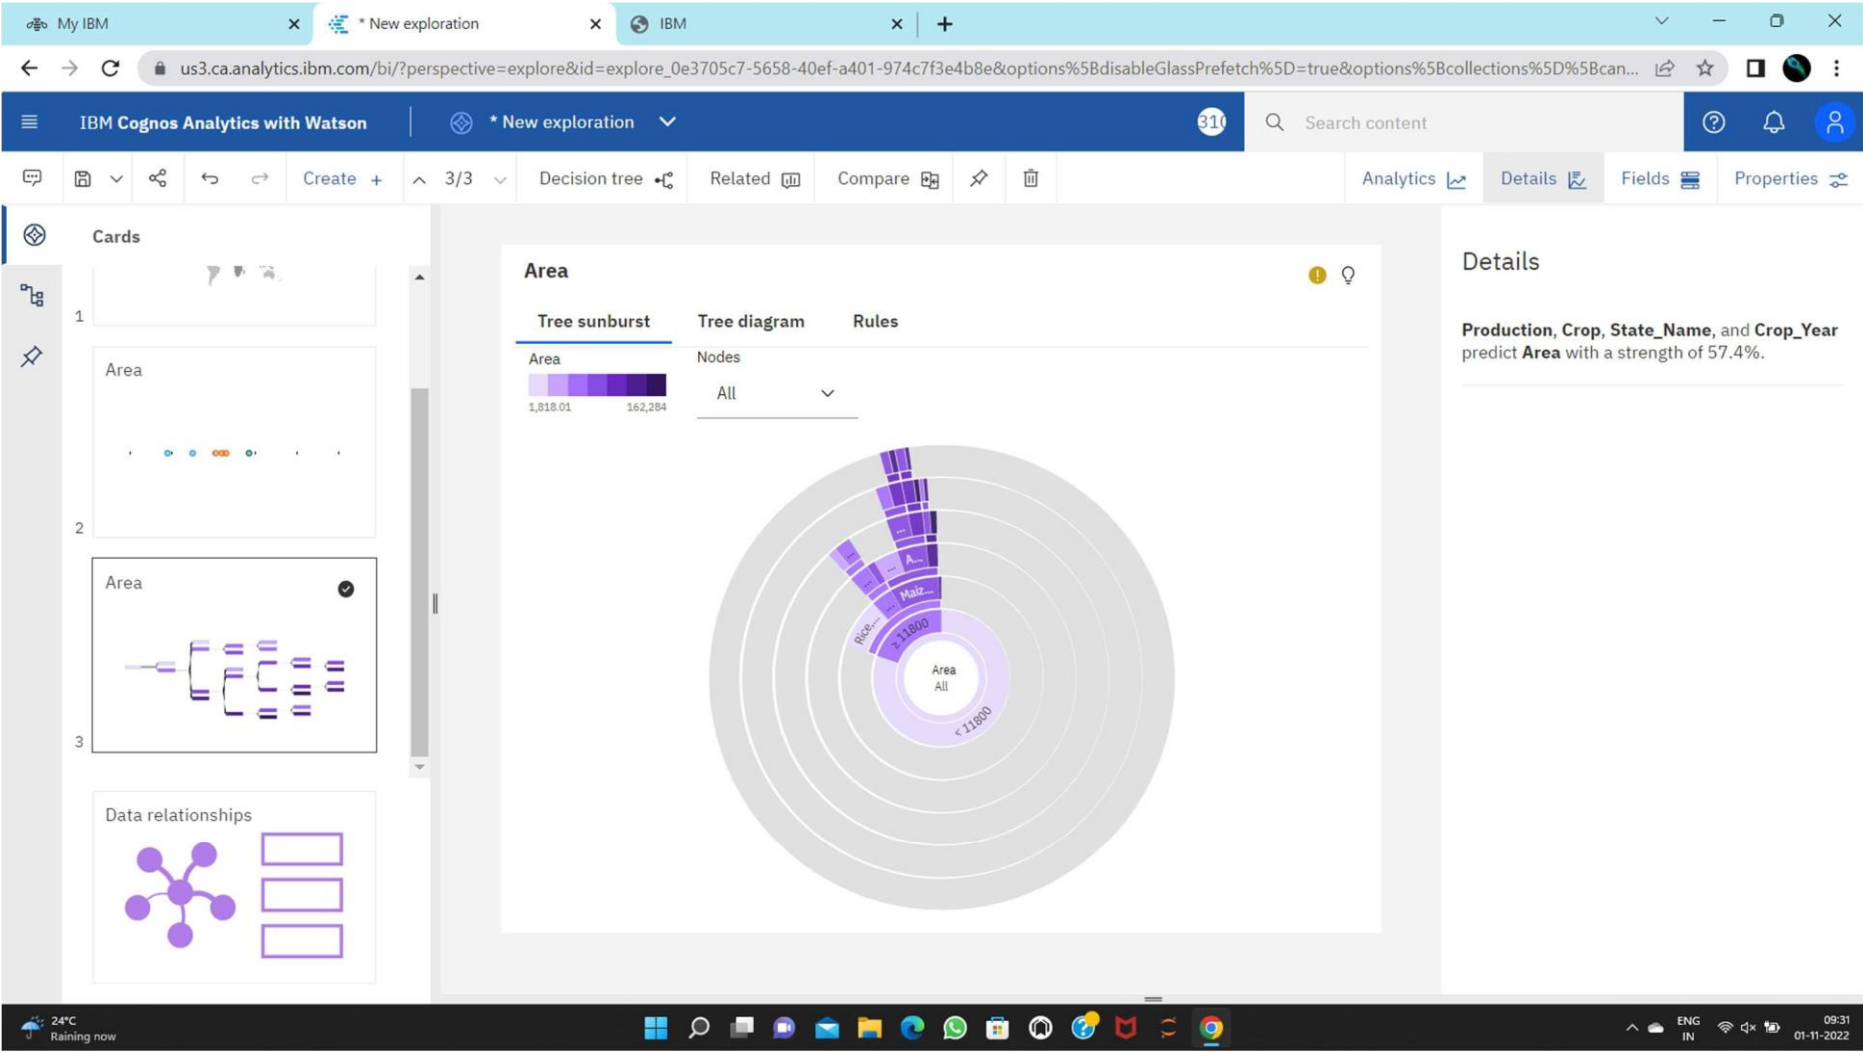 My IBM
* New exploration
IBM
us3.ca.analytics.ibm.com/bi/?perspective=explore&id=explore_0e3705c7-5658-40ef-a401-974c7f3e4b8e&options%5BdisableGlassPrefetch%5D=true&options%5Bcollections%5D%5Bcan...
IBM Cognos Analytics with Watson
* New exploration
310
Search content
Create +
3/3
Decision tree
Related
Compare
Analytics
Details
Fields
Properties
Cards
1
Area
2
Area
3
Data relationships
Area
Tree sunburst
Tree diagram
Rules
Area
1,818.01
162,284
Nodes
All
A...
Maiz...
Rice,...
≥ 11800
Area
All
< 11800
Details
Production, Crop, State_Name, and Crop_Year
predict Area with a strength of 57.4%.
24°C
Raining now
ENG
IN
09:31
01-11-2022